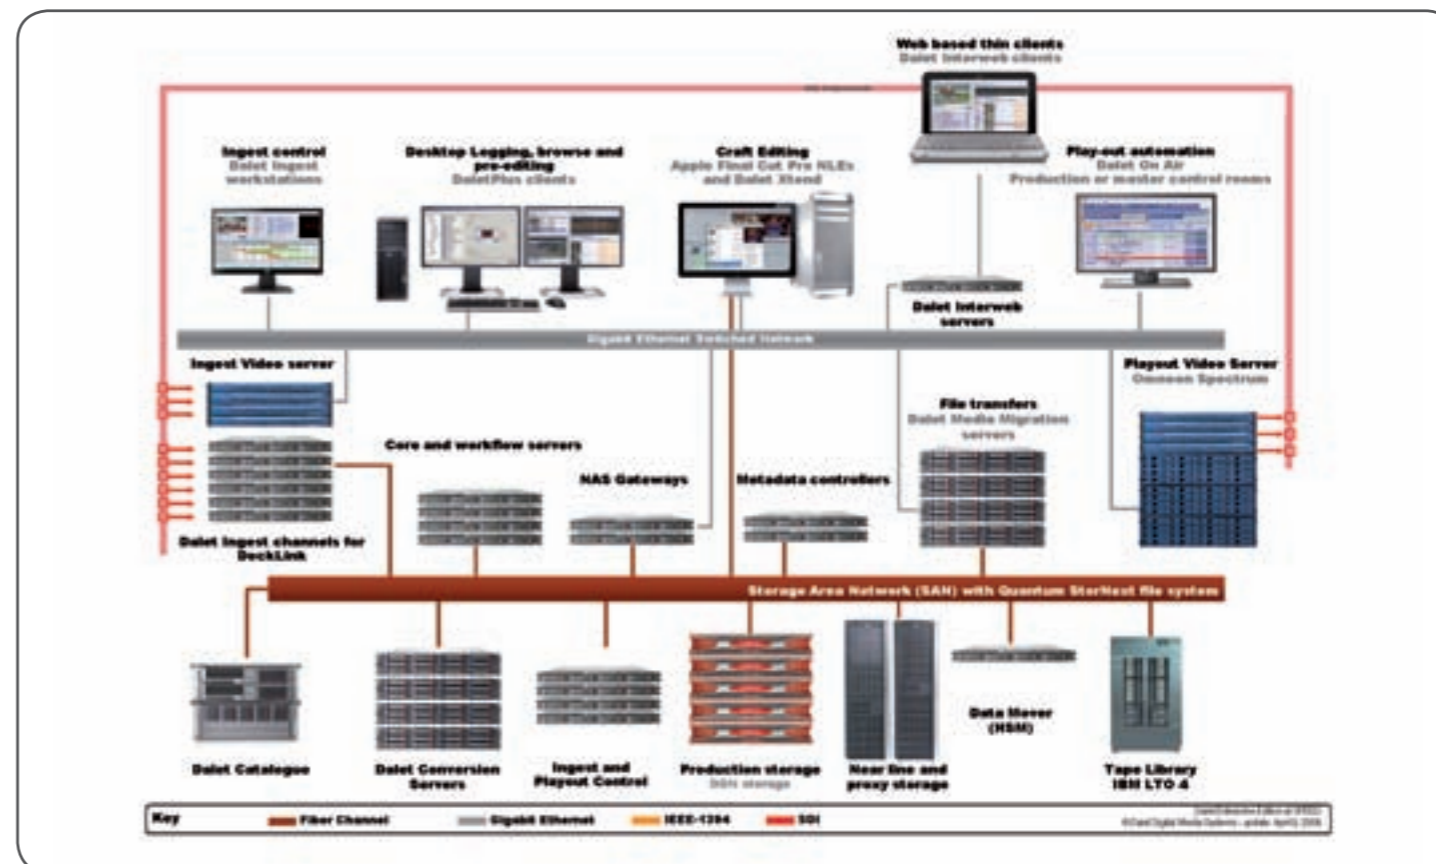 Web based thin clients
Dalet Interweb clients
Ingest control
Dalet Ingest
workstations
Desktop Logging, browse and
pre-editing
DaletPlus clients
Craft Editing
Apple Final Cut Pro NLEs
and Dalet Xtend
Play-out automation
Dalet On Air
Production or master control rooms
Dalet Interweb
servers
Gigabit Ethernet Switched Network
Ingest Video server
Playout Video Server
Omneon Spectrum
File transfers
Dalet Media Migration
servers
Core and workflow servers
NAS Gateways
Metadata controllers
Dalet Ingest channels for
DeckLink
Storage Area Network (SAN) with Quantum StorNext file system
Dalet Catalogue
Dalet Conversion
Servers
Ingest and
Playout Control
Production storage
storage
Near line and
proxy storage
Data Mover
(HSM)
Tape Library
IBM LTO 4
Key
Fiber Channel
Gigabit Ethernet
IEEE-1394
SDI
© Dalet Digital Media Systems - update: April